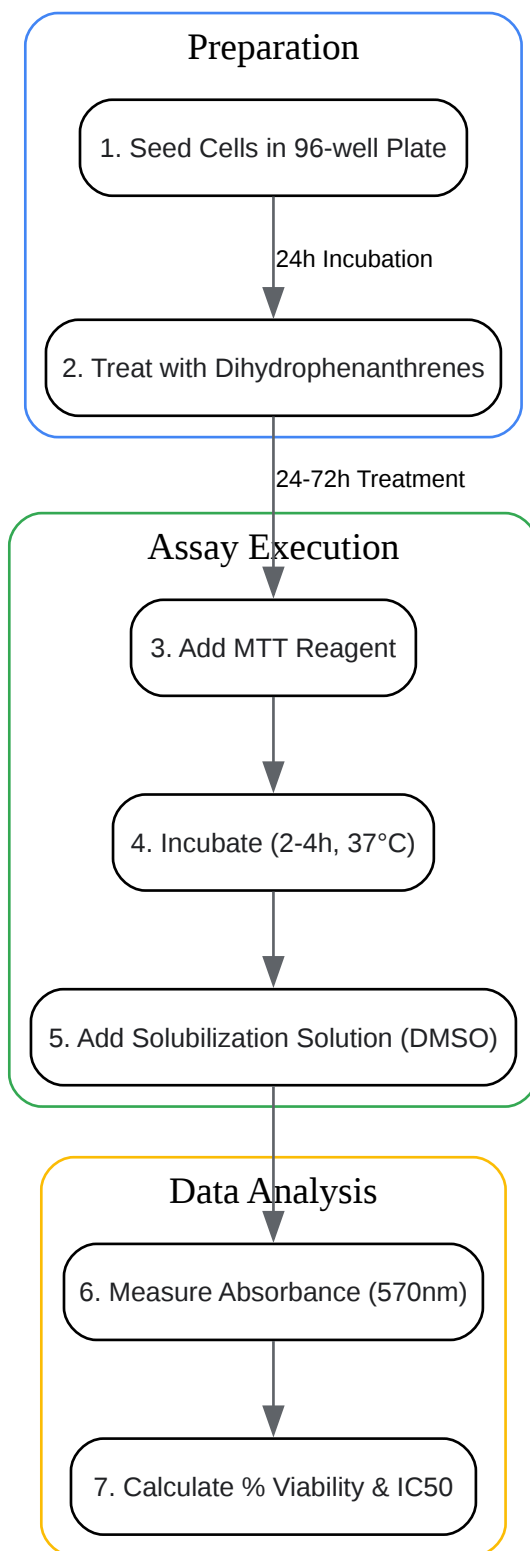 Preparation
1. Seed Cells in 96-well Plate
24h Incubation
2. Treat with Dihydrophenanthrenes
24-72h Treatment
Assay Execution
3. Add MTT Reagent
4. Incubate (2-4h, 37°C)
5. Add Solubilization Solution (DMSO)
Data Analysis
6. Measure Absorbance (570nm)
7. Calculate % Viability & IC50